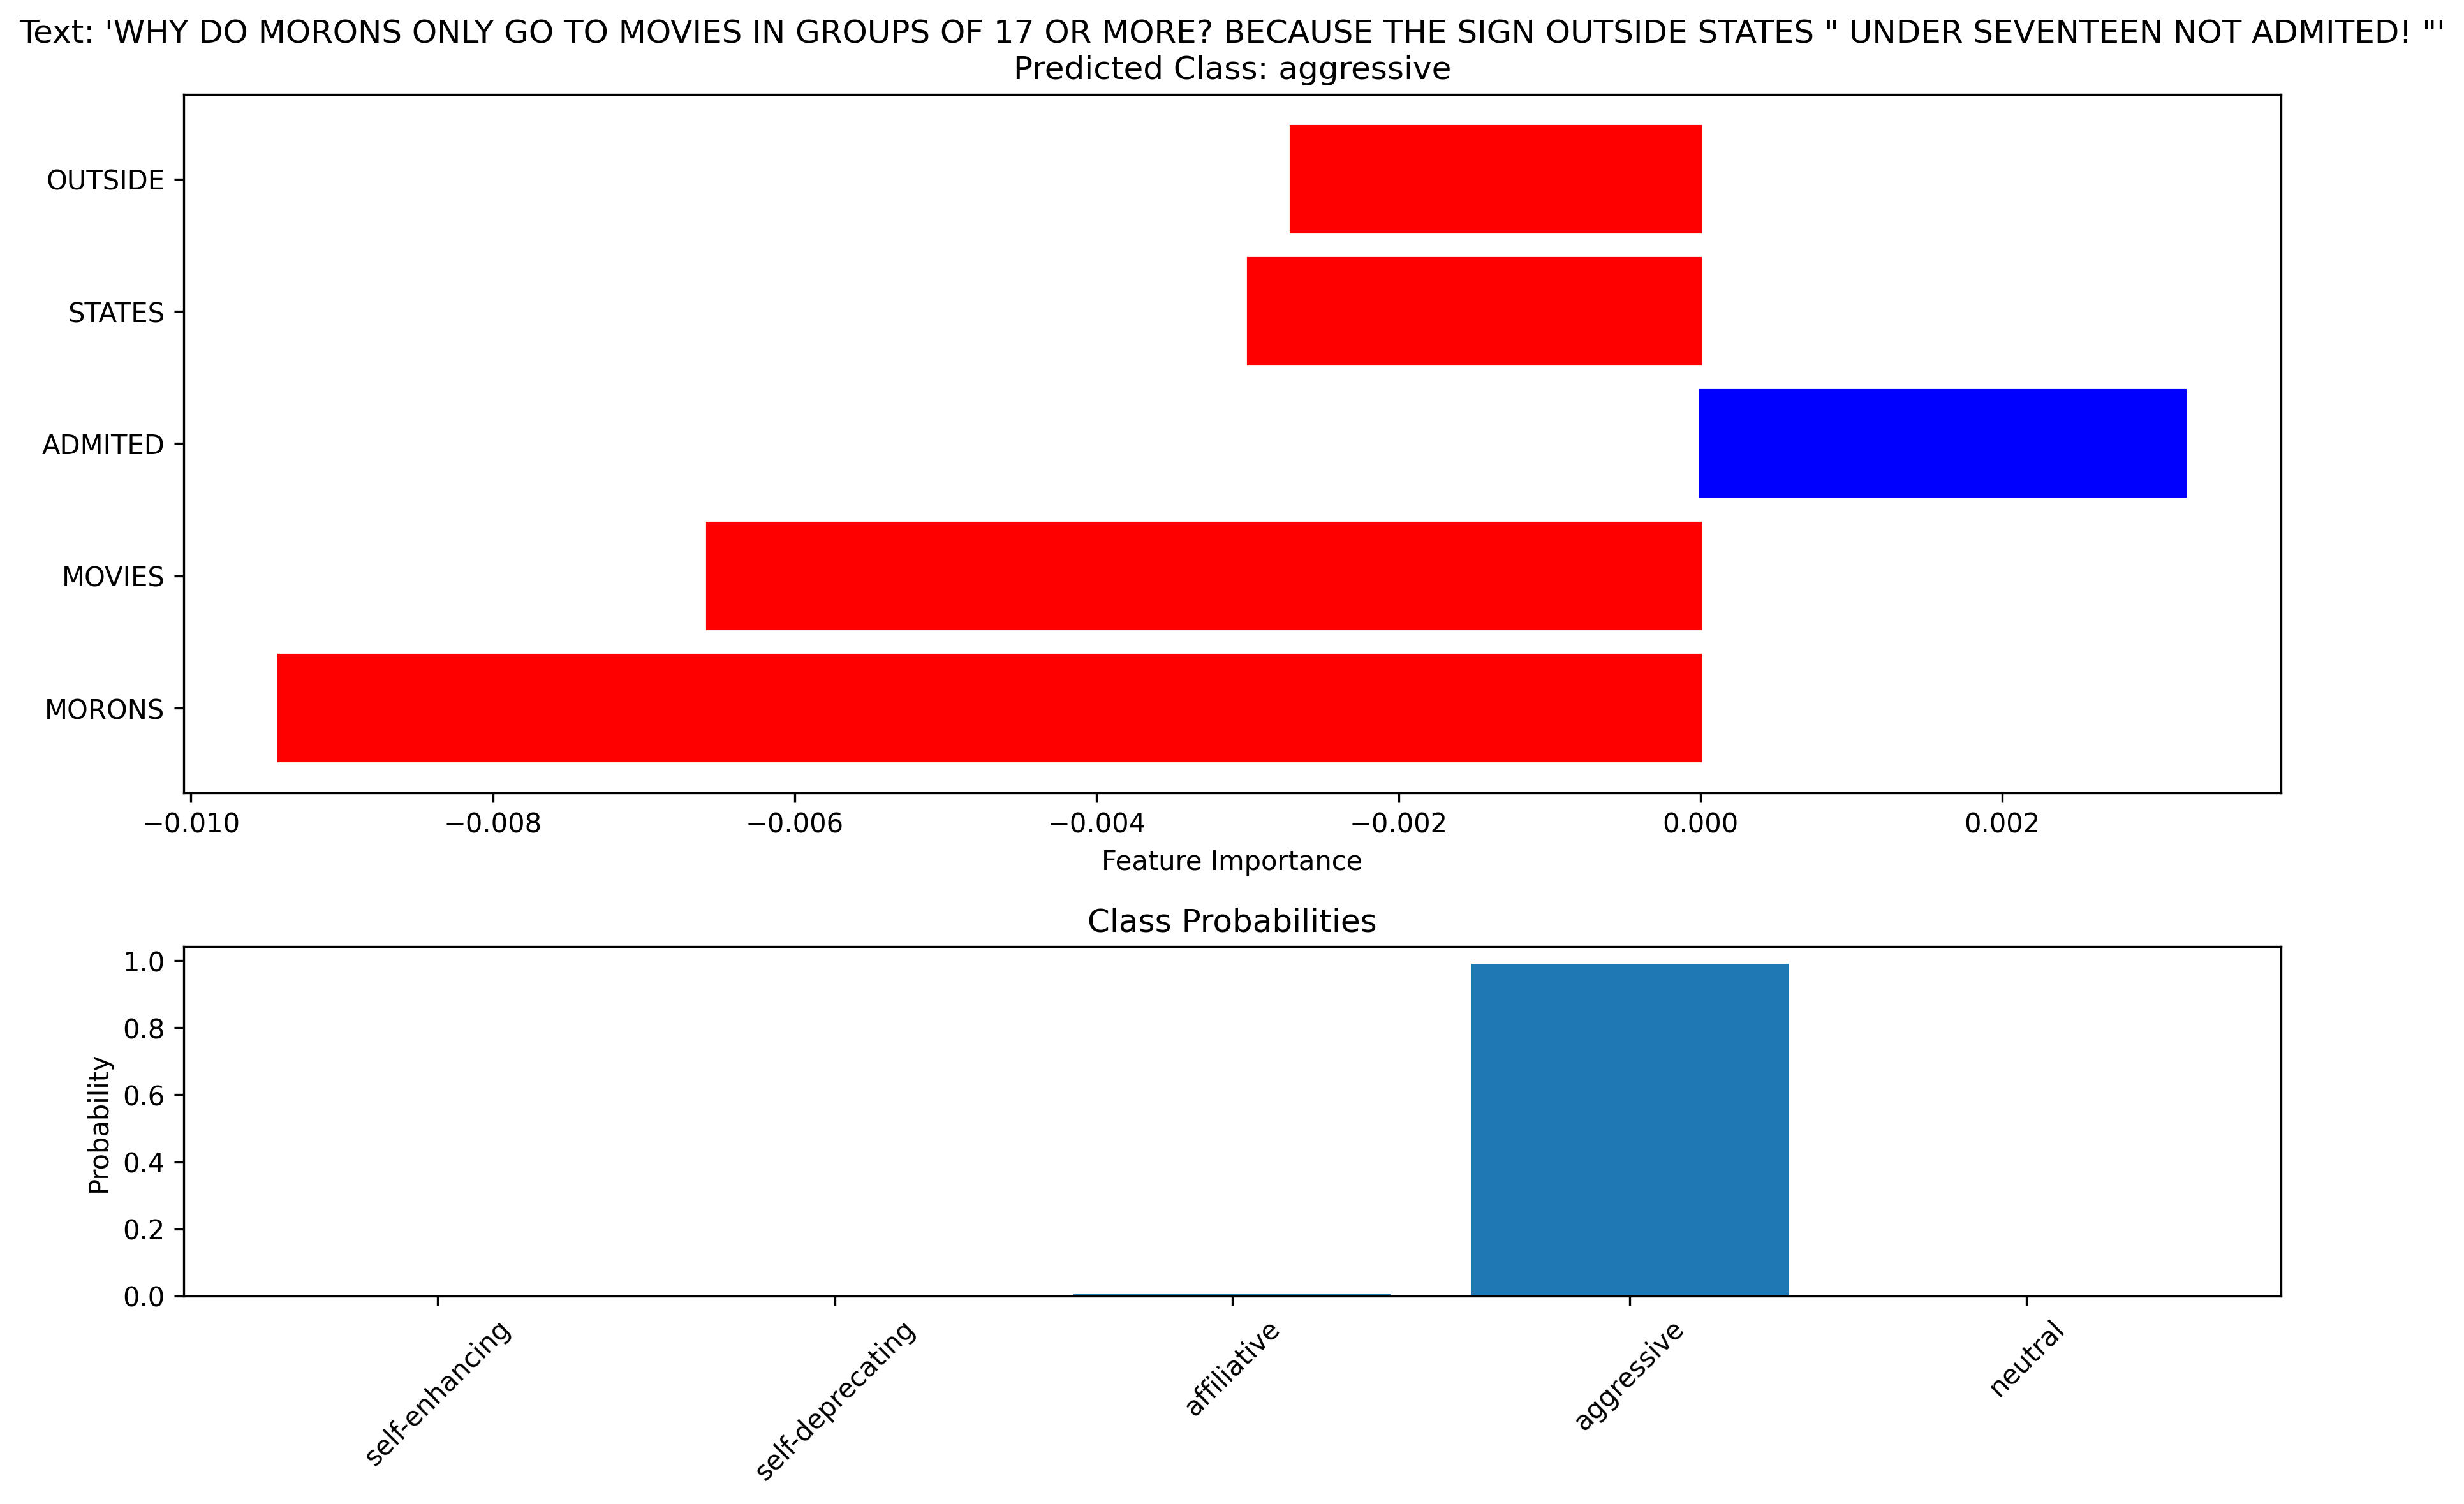 Text: 'WHY DO MORONS ONLY GO TO MOVIES IN GROUPS OF 17 OR MORE? BECAUSE THE SIGN OUTSIDE STATES " UNDER SEVENTEEN NOT ADMITED! "'
Predicted Class: aggressive
OUTSIDE
STATES
ADMITED
MOVIES
MORONS
−0.010 −0.008 −0.006 −0.004 −0.002 0.000 0.002
Feature Importance
Class Probabilities
Probability
1.0
0.8
0.6
0.4
0.2
0.0
self-enhancing self-deprecating affiliative aggressive neutral